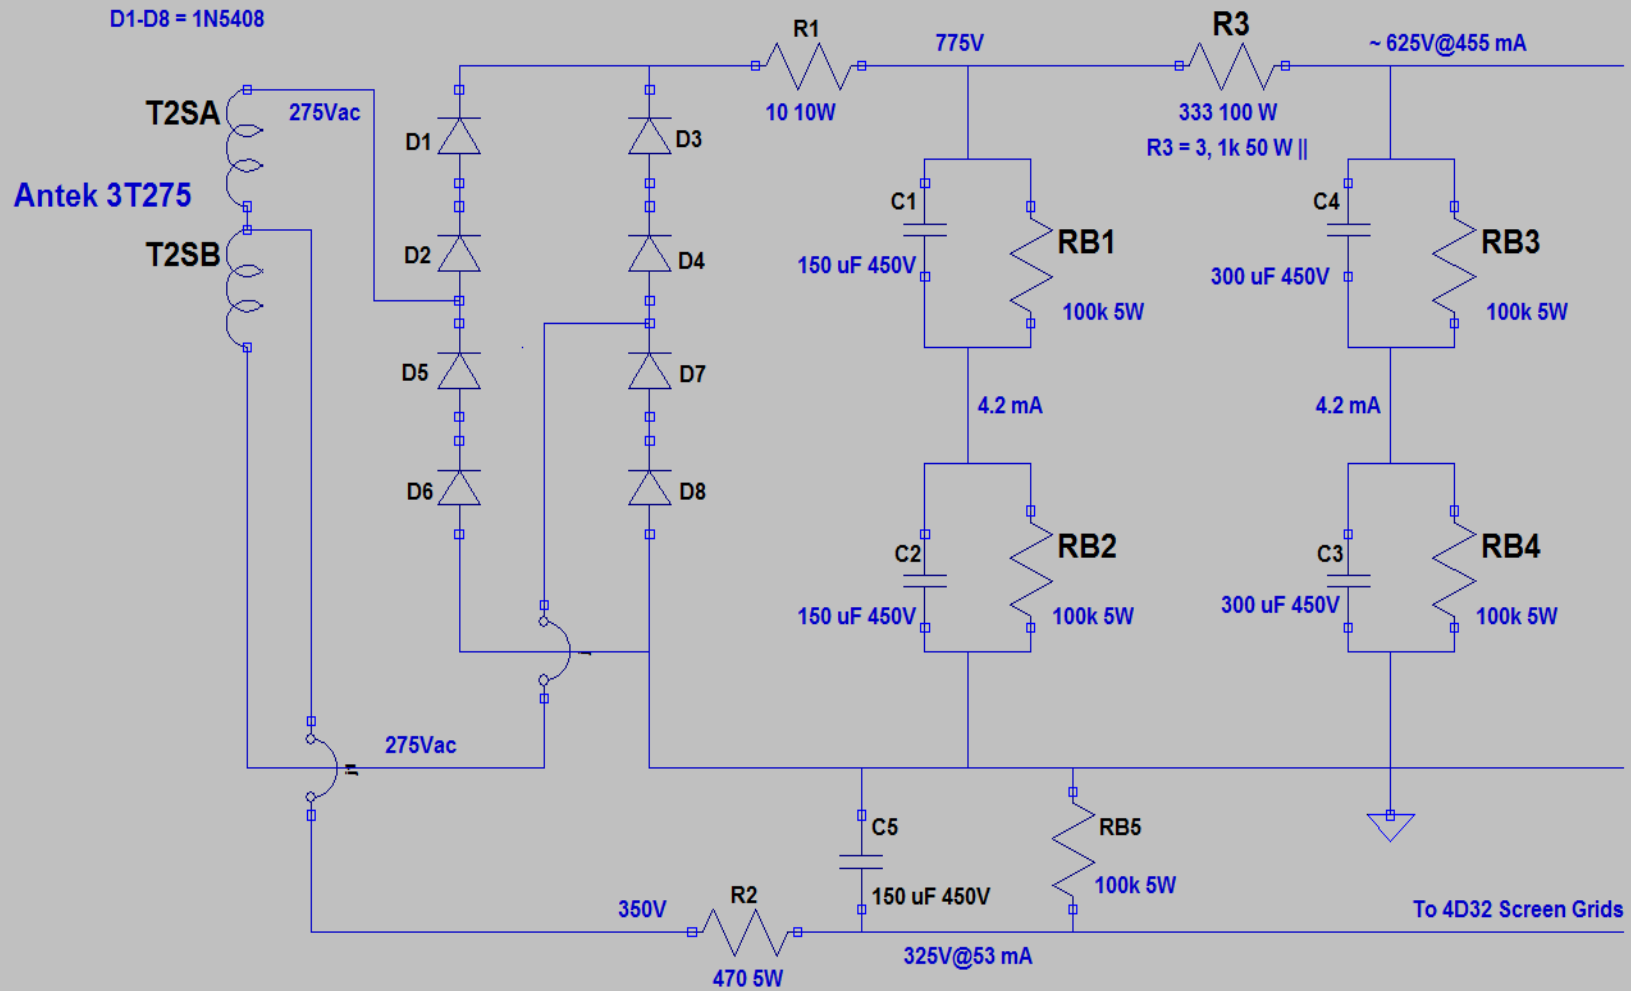 D1-D8 = 1N5408
R1
775V
R3
~ 625V@455 mA
T2SA
275Vac
10 10W
333 100 W
D1
D3
R3 = 3, 1k 50 W ||
Antek 3T275
C1
C4
T2SB
D2
D4
RB1
RB3
150 uF 450V
300 uF 450V
100k 5W
100k 5W
D5
D7
4.2 mA
4.2 mA
D6
D8
C2
RB2
C3
RB4
150 uF 450V
100k 5W
300 uF 450V
100k 5W
275Vac
j1
C5
RB5
150 uF 450V
100k 5W
350V
R2
To 4D32 Screen Grids
325V@53 mA
470 5W